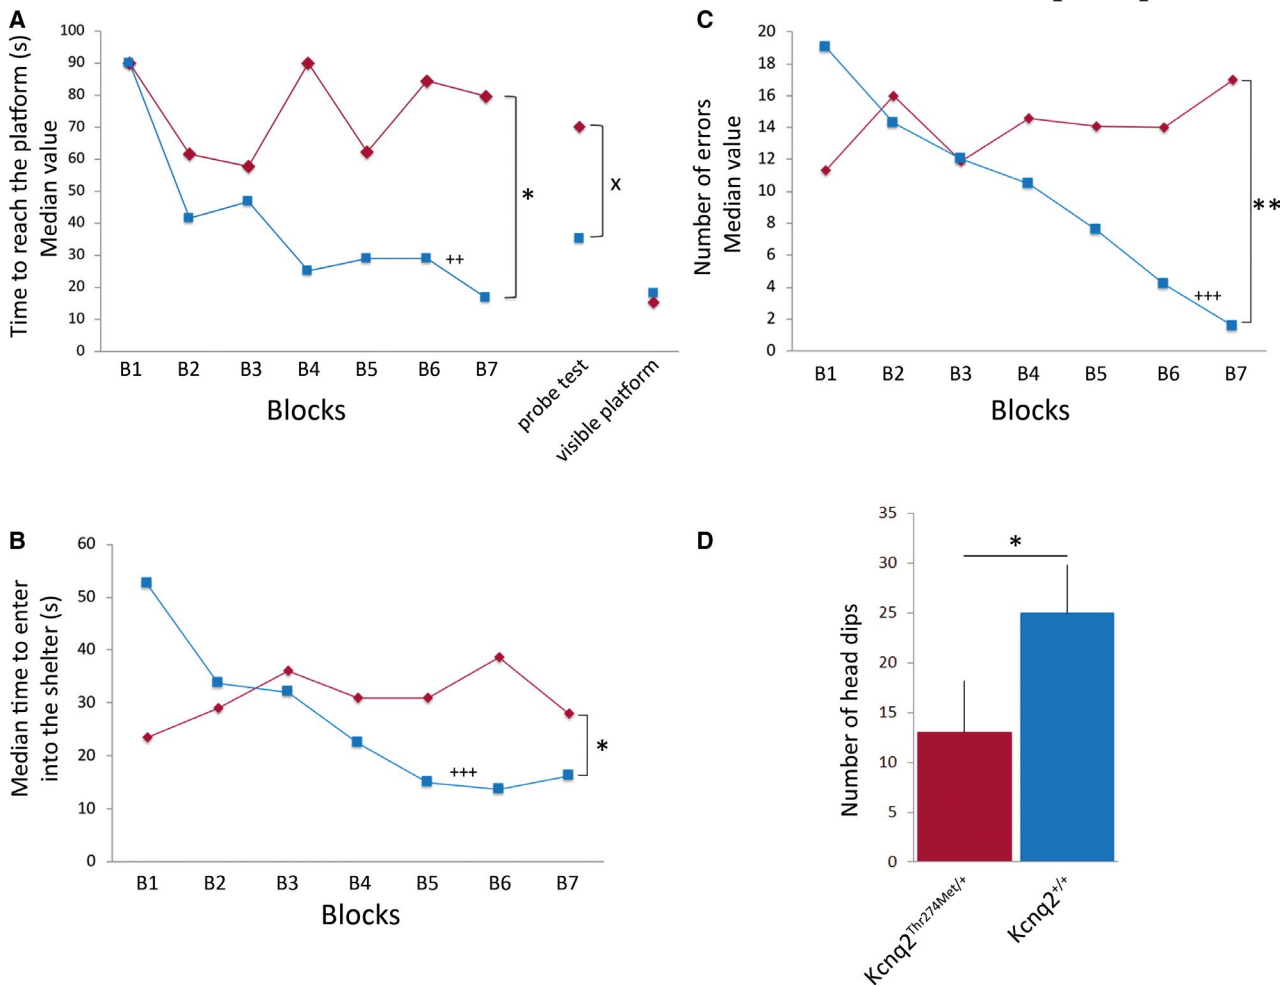 A
Time to reach the platform (s)
Median value
100
90
80
70
60
50
40
30
20
10
0
++
*
x
B1 B2 B3 B4 B5 B6 B7
probe test
visible platform
Blocks
C
Number of errors
Median value
20
18
16
14
12
10
8
6
4
2
0
+++
**
B1 B2 B3 B4 B5 B6 B7
Blocks
B
Median time to enter
into the shelter (s)
60
50
40
30
20
10
0
+++
*
B1 B2 B3 B4 B5 B6 B7
Blocks
D
Number of head dips
35
30
25
20
15
10
5
0
*
Kcnq2Thr274Met/+
Kcnq2+/+